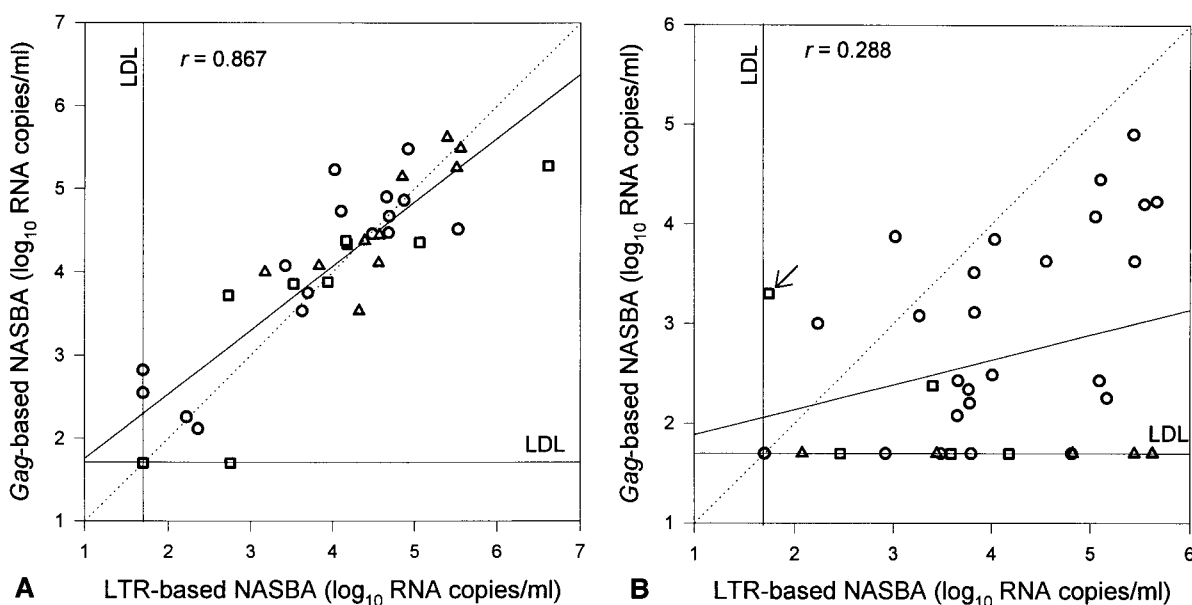 r = 0.867
LDL
7
6
5
4
3
2
1
Gag-based NASBA (log10 RNA copies/ml)
LDL
1 2 3 4 5 6 7
A LTR-based NASBA (log10 RNA copies/ml)
r = 0.288
LDL
6
5
4
3
2
1
Gag-based NASBA (log10 RNA copies/ml)
LDL
1 2 3 4 5 6
B LTR-based NASBA (log10 RNA copies/ml)